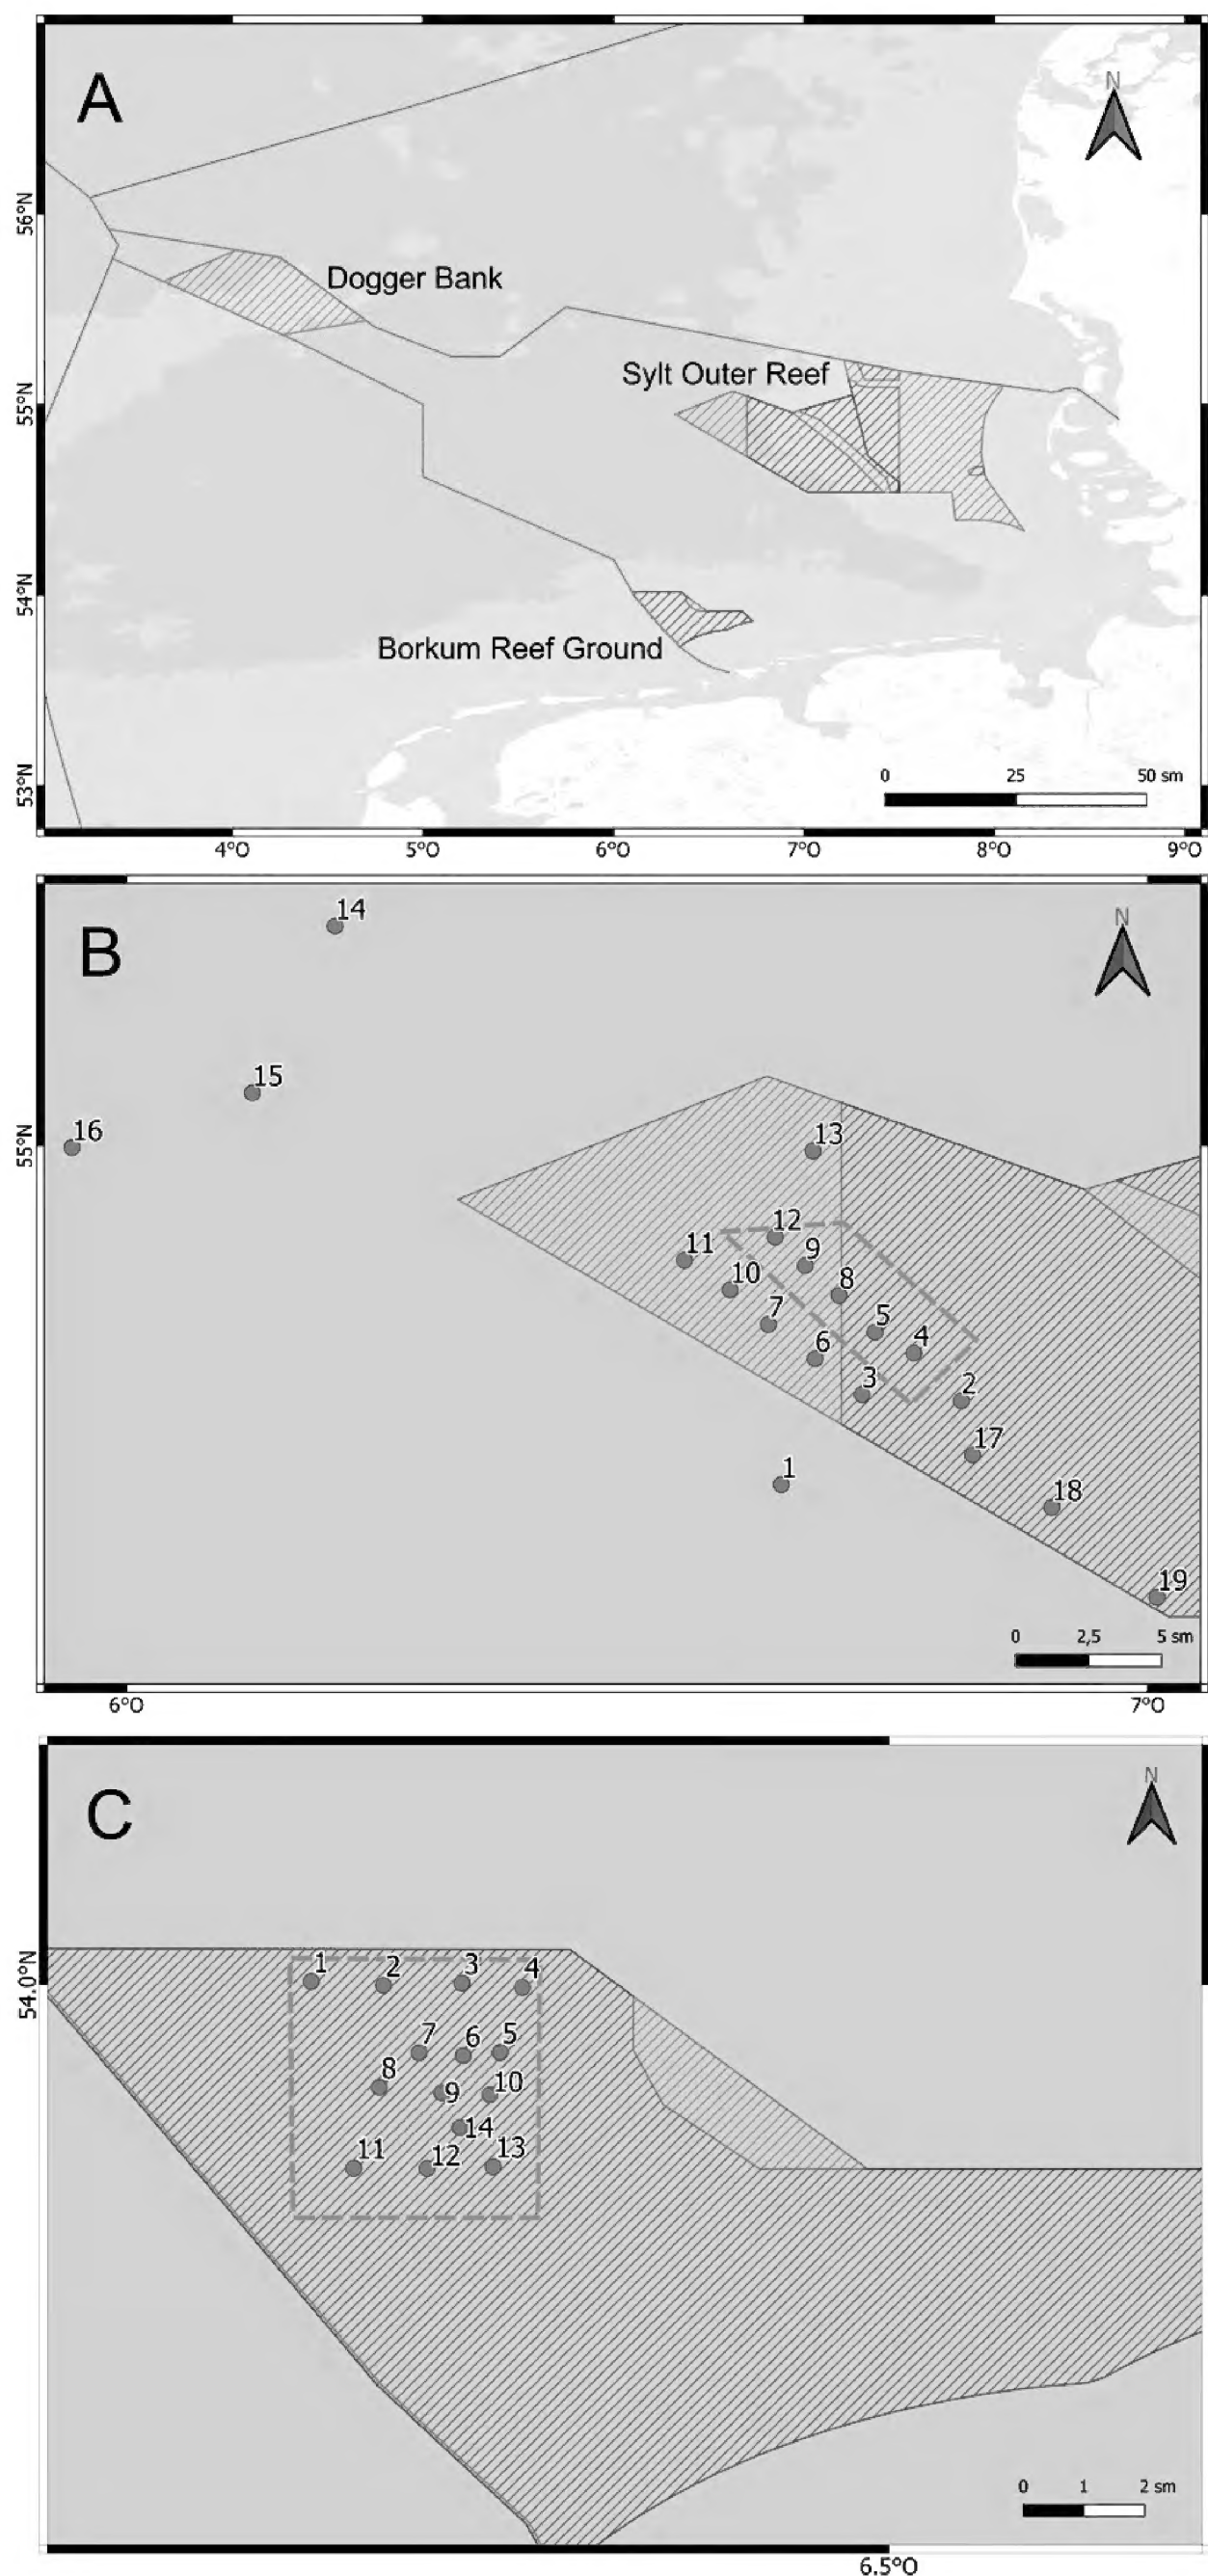 A
N
56°N
Dogger Bank
Sylt Outer Reef
55°N
54°N
Borkum Reef Ground
53°N
0 25 50 sm
4°O 5°O 6°O 7°O 8°O 9°O
B
N
14
15
16
55°N
13
12
11
9
10
8
7
5
6
4
3
2
17
1
18
19
0 2,5 5 sm
6°O 7°O
C
N
54.0°N
1 2 3 4
7 6 5
8 9 10
14
11 12 13
0 1 2 sm
6.5°O